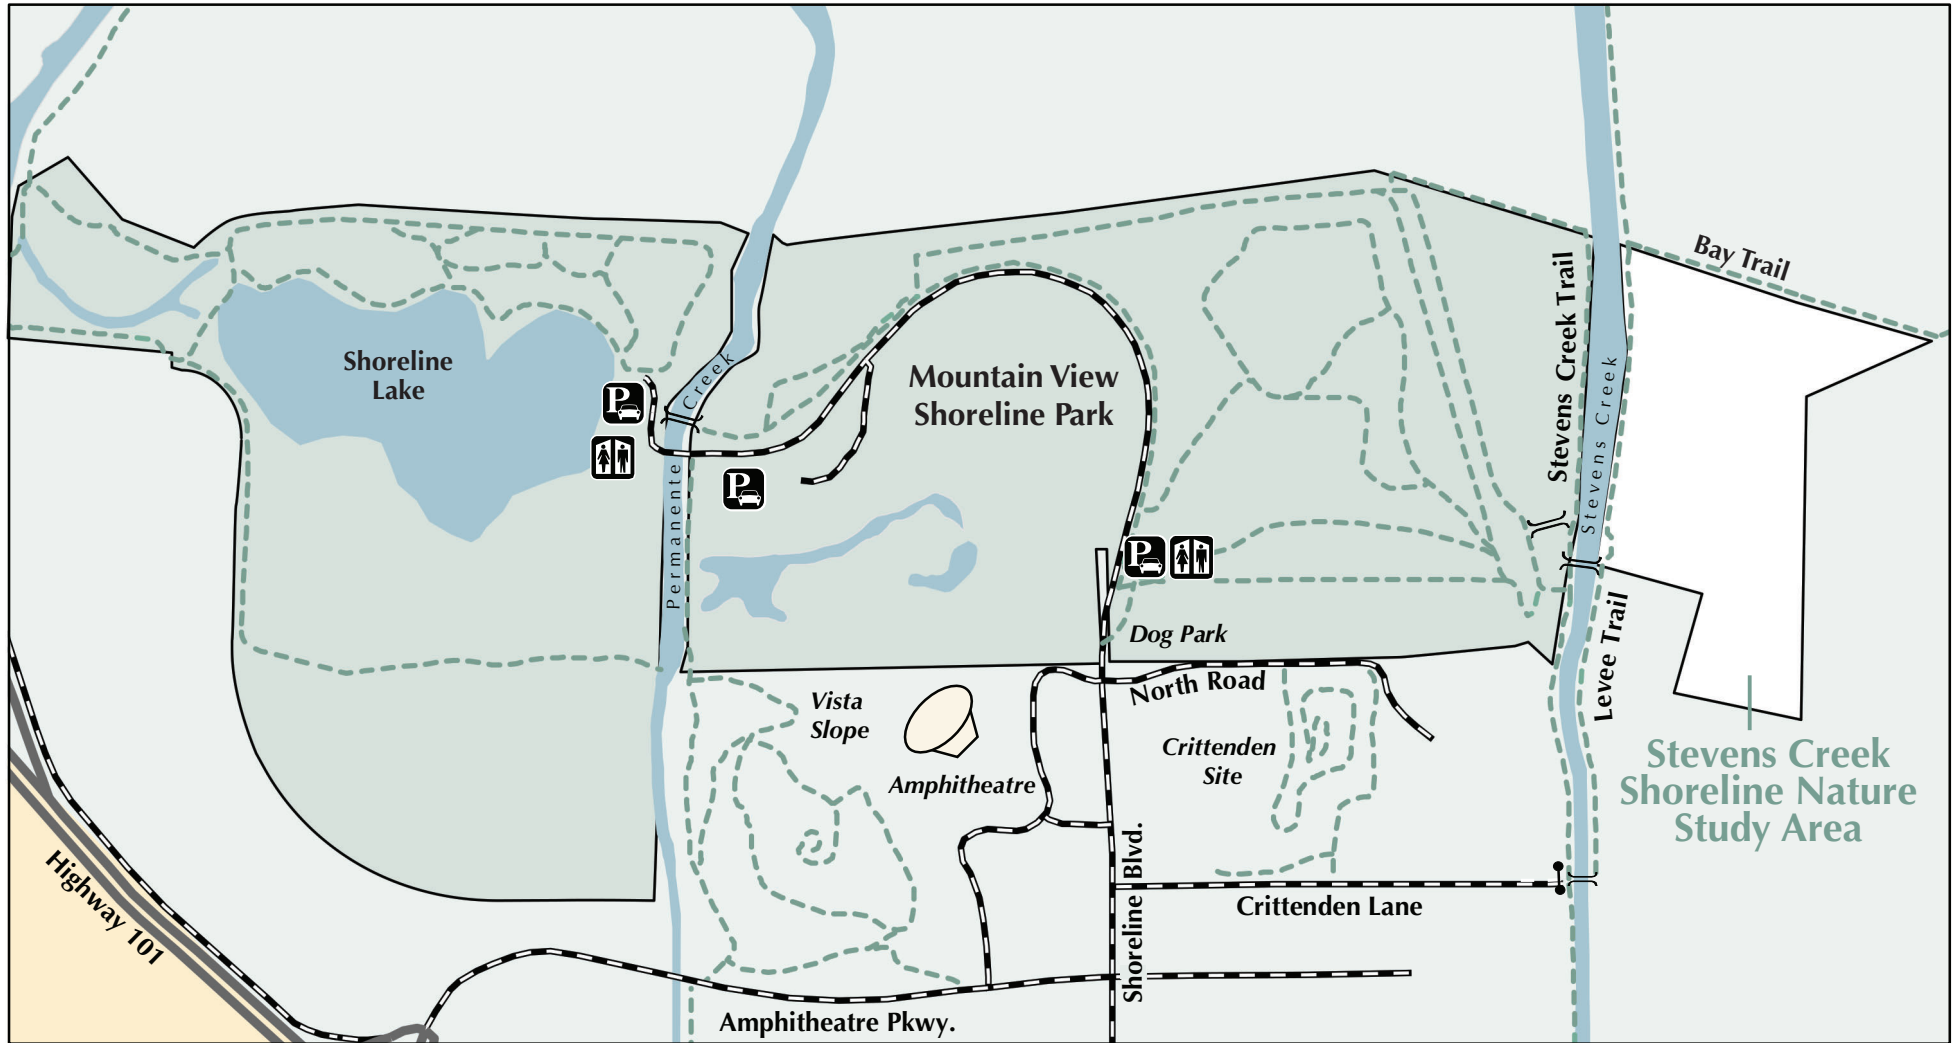 Bay Trail
Stevens Creek Trail
Stevens Creek
Shoreline
Lake
Creek
Mountain View
Shoreline Park
P
P
Permanente
P
Dog Park
North Road
Levee Trail
Vista
Slope
Amphitheatre
Crittenden
Site
Stevens Creek
Shoreline Nature
Study Area
Highway 101
Shoreline Blvd.
Crittenden Lane
Amphitheatre Pkwy.